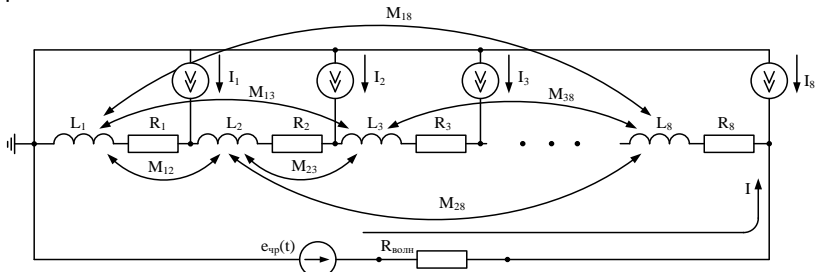 M₁₈
I₁
I₂
I₃
I₈
M₁₃
M₃₈
L₁
R₁
L₂
R₂
L₃
R₃
L₈
R₈
M₁₂
M₂₃
M₂₈
I
eчр(t)
Rволн